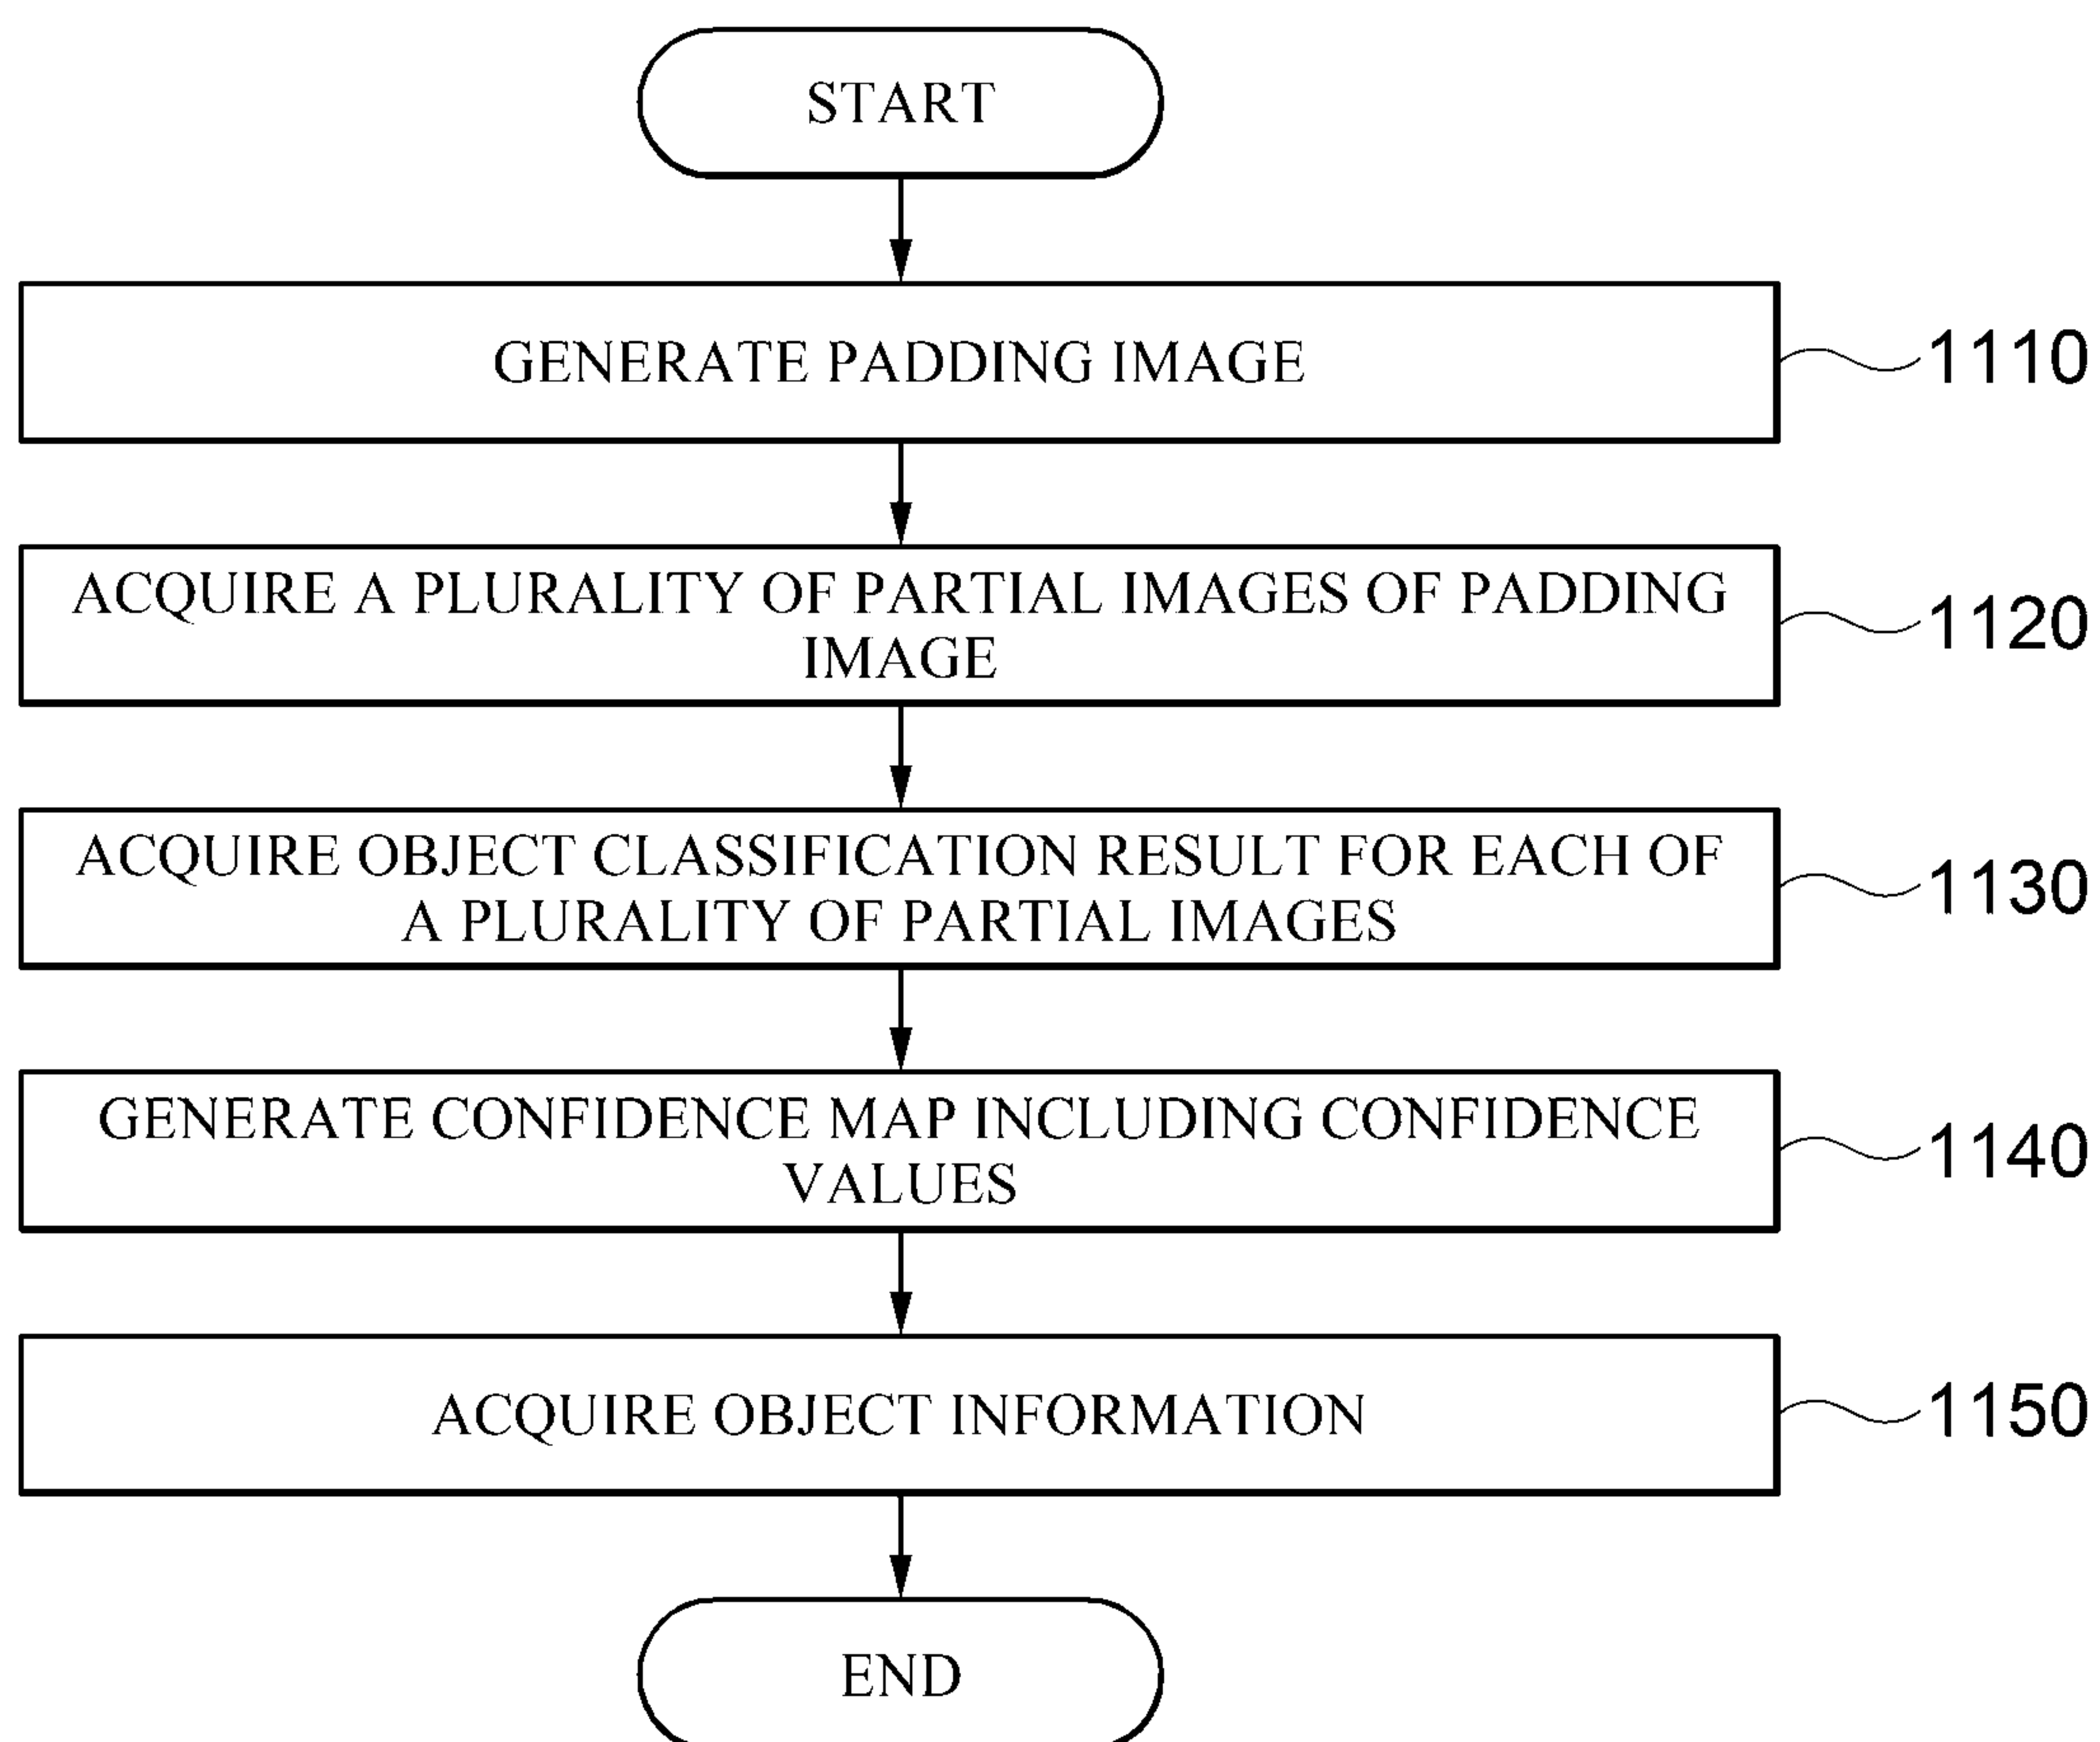 START
GENERATE PADDING IMAGE
1110
ACQUIRE A PLURALITY OF PARTIAL IMAGES OF PADDING
IMAGE
1120
ACQUIRE OBJECT CLASSIFICATION RESULT FOR EACH OF
A PLURALITY OF PARTIAL IMAGES
1130
GENERATE CONFIDENCE MAP INCLUDING CONFIDENCE
VALUES
1140
ACQUIRE OBJECT INFORMATION
1150
END